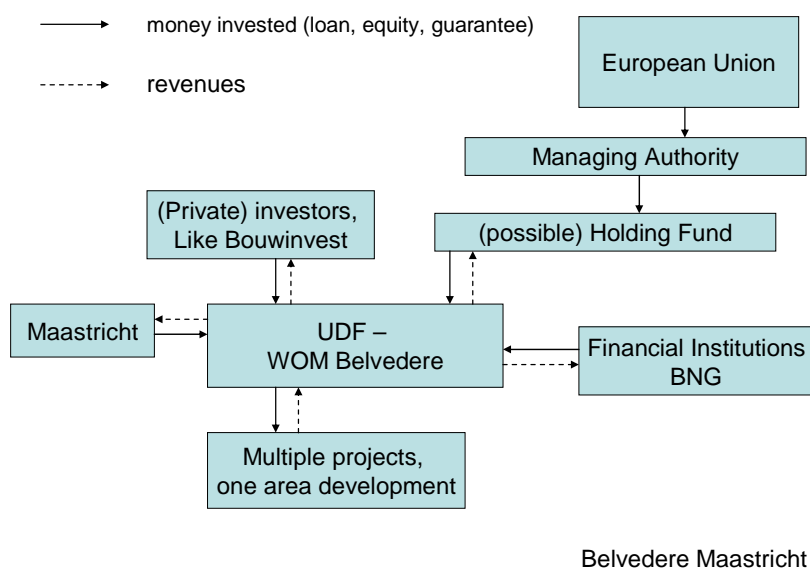 money invested (loan, equity, guarantee)
revenues
European Union
Managing Authority
(Private) investors,
Like Bouwinvest
(possible) Holding Fund
Maastricht
UDF –
WOM Belvedere
Financial Institutions
BNG
Multiple projects,
one area development
Belvedere Maastricht